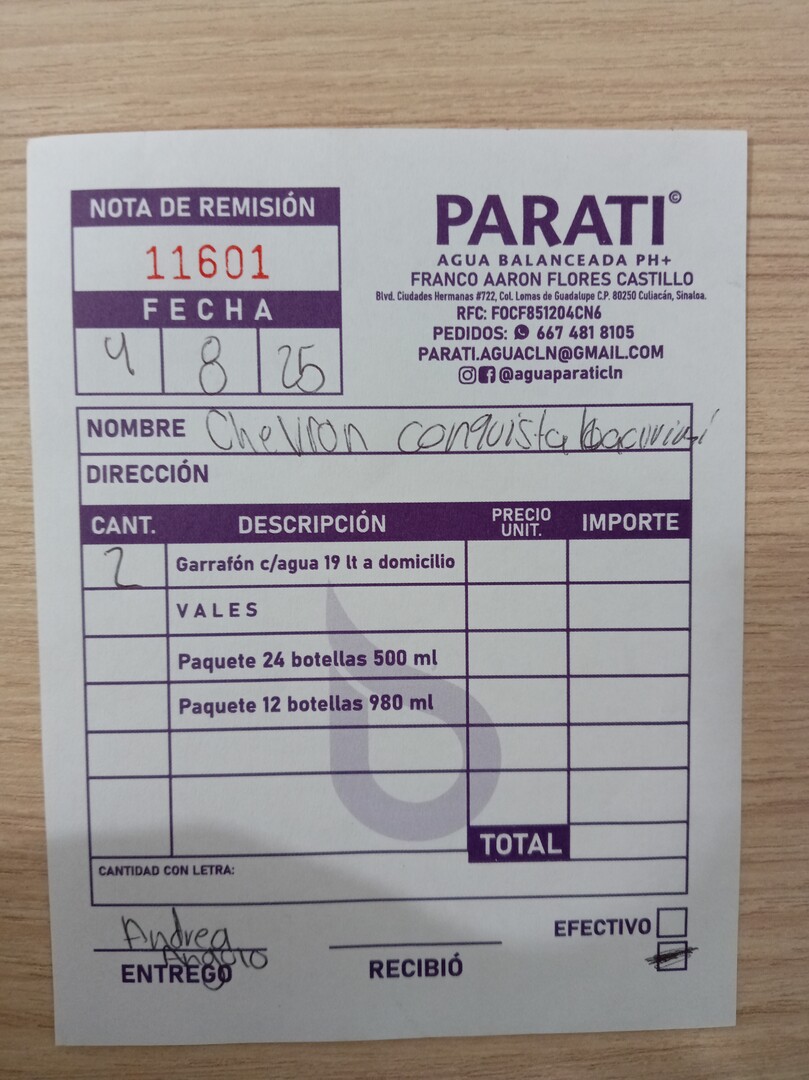 NOTA DE REMISIÓN
11601
FECHA
4 8 25
PARATI©
AGUA BALANCEADA PH+
FRANCO AARON FLORES CASTILLO
Blvd. Ciudades Hermanas #722, Col. Lomas de Guadalupe C.P. 80250 Culiacán, Sinaloa.
RFC: FOCF851204CN6
PEDIDOS: 667 481 8105
PARATI.AGUACLN@GMAIL.COM
@aguaparaticln
NOMBRE Chevron conquista bacurimi
DIRECCIÓN
CANT. DESCRIPCIÓN PRECIO UNIT. IMPORTE
2 Garrafón c/agua 19 lt a domicilio
VALES
Paquete 24 botellas 500 ml
Paquete 12 botellas 980 ml
TOTAL
CANTIDAD CON LETRA:
Andrea
Angulo
ENTREGÓ RECIBIÓ
EFECTIVO